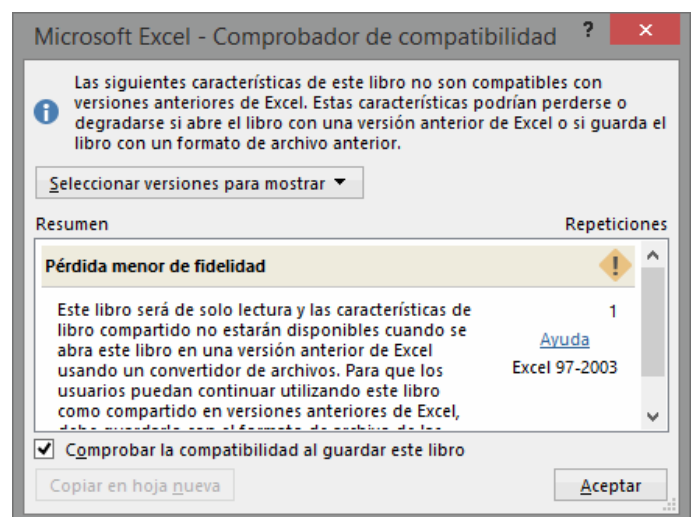 Microsoft Excel - Comprobador de compatibilidad ? ×
Las siguientes características de este libro no son compatibles con
versiones anteriores de Excel. Estas características podrían perderse o
degradarse si abre el libro con una versión anterior de Excel o si guarda el
libro con un formato de archivo anterior.
Seleccionar versiones para mostrar
Resumen Repeticiones
Pérdida menor de fidelidad
Este libro será de solo lectura y las características de 1
libro compartido no estarán disponibles cuando se
abra este libro en una versión anterior de Excel Ayuda
usando un convertidor de archivos. Para que los Excel 97-2003
usuarios puedan continuar utilizando este libro
como compartido en versiones anteriores de Excel,
Comprobar la compatibilidad al guardar este libro
Copiar en hoja nueva Aceptar